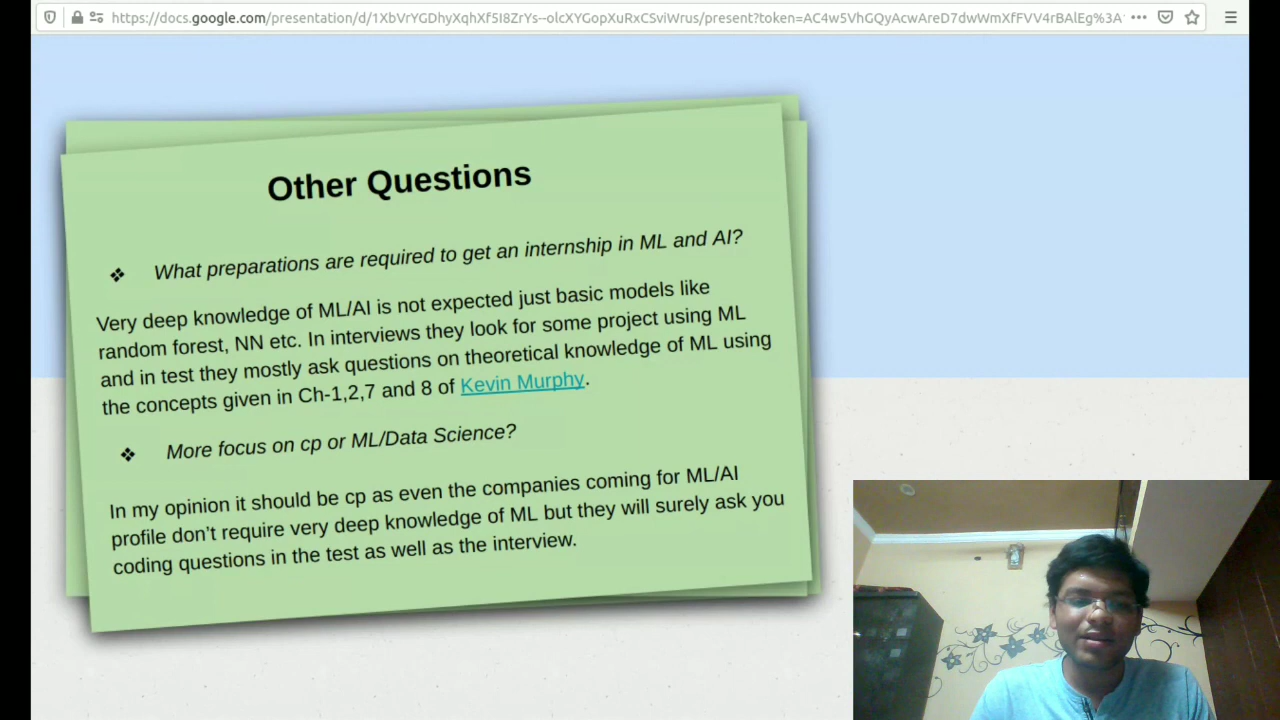 https://docs.google.com/presentation/d/1XbVrYGDhyXqhXf5I8ZrYs--olcXYGopXuRxCSviWrus/present?token=AC4w5VhGQyAcwAreD7dwWmXfFVV4rBAlEg%3A
Other Questions
❖ What preparations are required to get an internship in ML and AI?
Very deep knowledge of ML/AI is not expected just basic models like
random forest, NN etc. In interviews they look for some project using ML
and in test they mostly ask questions on theoretical knowledge of ML using
the concepts given in Ch-1,2,7 and 8 of Kevin Murphy.
❖ More focus on cp or ML/Data Science?
In my opinion it should be cp as even the companies coming for ML/AI
profile don’t require very deep knowledge of ML but they will surely ask you
coding questions in the test as well as the interview.